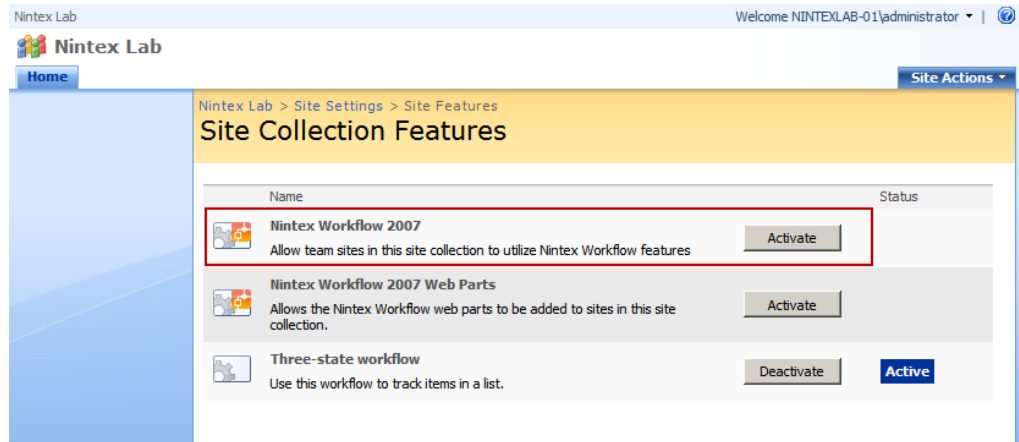 Nintex Lab
Welcome NINTEXLAB-01\administrator
Nintex Lab
Home
Site Actions
Nintex Lab > Site Settings > Site Features
Site Collection Features
Name
Status
Nintex Workflow 2007
Allow team sites in this site collection to utilize Nintex Workflow features
Activate
Nintex Workflow 2007 Web Parts
Allows the Nintex Workflow web parts to be added to sites in this site
collection.
Activate
Three-state workflow
Use this workflow to track items in a list.
Deactivate
Active